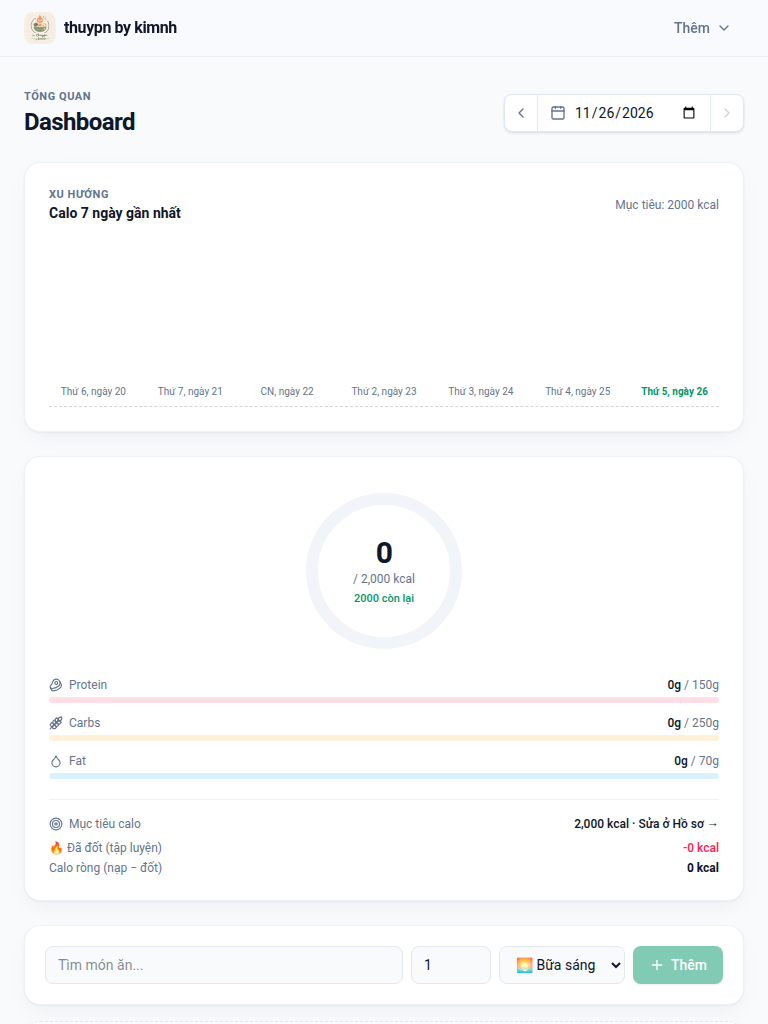 thuypn by kimnh
Thêm
TỔNG QUAN
Dashboard
11/26/2026
XU HƯỚNG
Calo 7 ngày gần nhất
Mục tiêu: 2000 kcal
Thứ 6, ngày 20
Thứ 7, ngày 21
CN, ngày 22
Thứ 2, ngày 23
Thứ 3, ngày 24
Thứ 4, ngày 25
Thứ 5, ngày 26
0
/ 2,000 kcal
2000 còn lại
Protein
0g / 150g
Carbs
0g / 250g
Fat
0g / 70g
Mục tiêu calo
2,000 kcal · Sửa ở Hồ sơ →
🔥 Đã đốt (tập luyện)
-0 kcal
Calo ròng (nạp − đốt)
0 kcal
Tìm món ăn...
1
🌅 Bữa sáng
Thêm